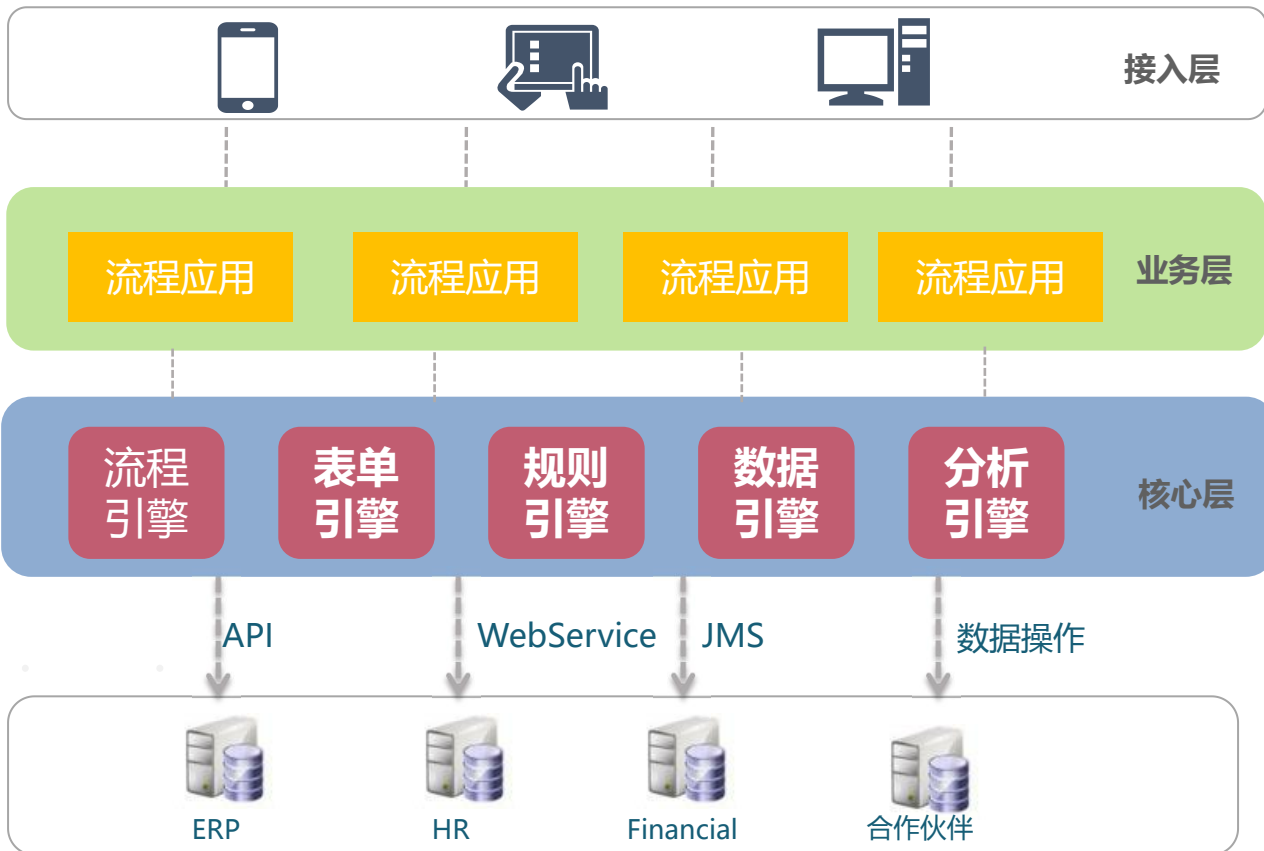 接入层
流程应用
流程应用
流程应用
流程应用
业务层
流程
引擎
表单
引擎
规则
引擎
数据
引擎
分析
引擎
核心层
API
WebService
JMS
数据操作
ERP
HR
Financial
合作伙伴